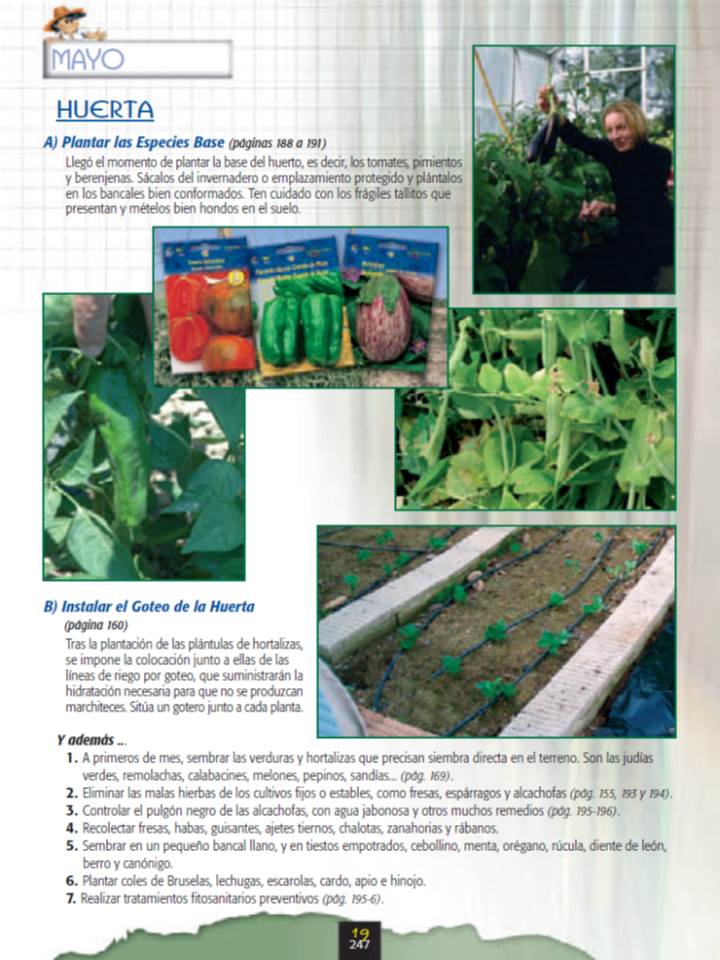 MAYO
HUERTA
A) Plantar las Especies Base (páginas 188 a 191)
Llegó el momento de plantar la base del huerto, es decir, los tomates, pimientos
y berenjenas. Sácalos del invernadero o emplazamiento protegido y plántalos
en los bancales bien conformados. Ten cuidado con los frágiles tallitos que
presentan y mételos bien hondos en el suelo.
B) Instalar el Goteo de la Huerta
(página 160)
Tras la plantación de las plántulas de hortalizas,
se impone la colocación junto a ellas de las
líneas de riego por goteo, que suministrarán la
hidratación necesaria para que no se produzcan
marchiteces. Sitúa un gotero junto a cada planta.
Y además ...
1. A primeros de mes, sembrar las verduras y hortalizas que precisan siembra directa en el terreno. Son las judías
verdes, remolachas, calabacines, melones, pepinos, sandías... (pág. 169).
2. Eliminar las malas hierbas de los cultivos fijos o estables, como fresas, espárragos y alcachofas (pág. 155, 193 y 194).
3. Controlar el pulgón negro de las alcachofas, con agua jabonosa y otros muchos remedios (pág. 195-196).
4. Recolectar fresas, habas, guisantes, ajetes tiernos, chalotas, zanahorias y rábanos.
5. Sembrar en un pequeño bancal llano, y en tiestos empotrados, cebollino, menta, orégano, rúcula, diente de león,
berro y canónigo.
6. Plantar coles de Bruselas, lechugas, escarolas, cardo, apio e hinojo.
7. Realizar tratamientos fitosanitarios preventivos (pág. 195-6).
19
247